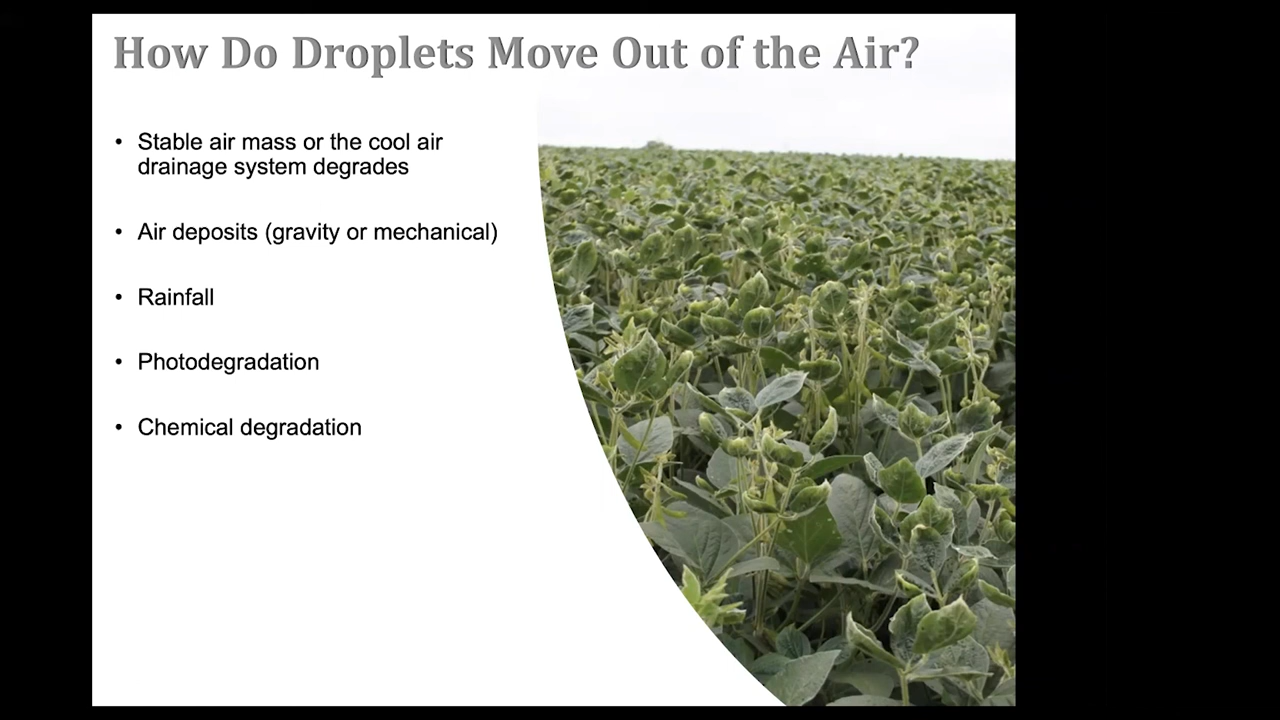 How Do Droplets Move Out of the Air?
• Stable air mass or the cool air
drainage system degrades
• Air deposits (gravity or mechanical)
• Rainfall
• Photodegradation
• Chemical degradation